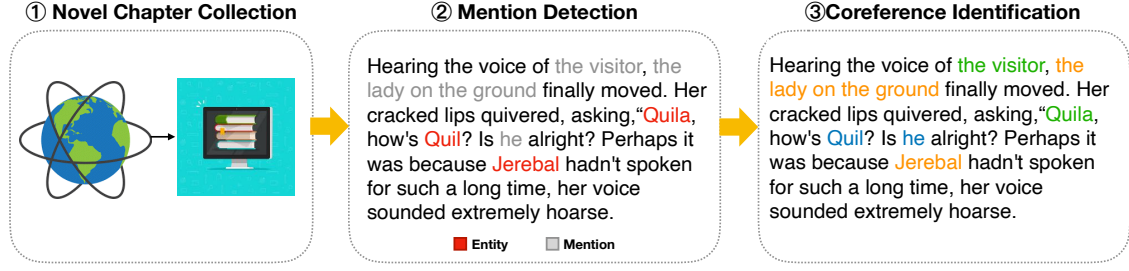 ① Novel Chapter Collection
② Mention Detection
Hearing the voice of the visitor, the
lady on the ground finally moved. Her
cracked lips quivered, asking,“Quila,
how's Quil? Is he alright? Perhaps it
was because Jerebal hadn't spoken
for such a long time, her voice
sounded extremely hoarse.
Entity
Mention
③Coreference Identification
Hearing the voice of the visitor, the
lady on the ground finally moved. Her
cracked lips quivered, asking,“Quila,
how's Quil? Is he alright? Perhaps it
was because Jerebal hadn't spoken
for such a long time, her voice
sounded extremely hoarse.